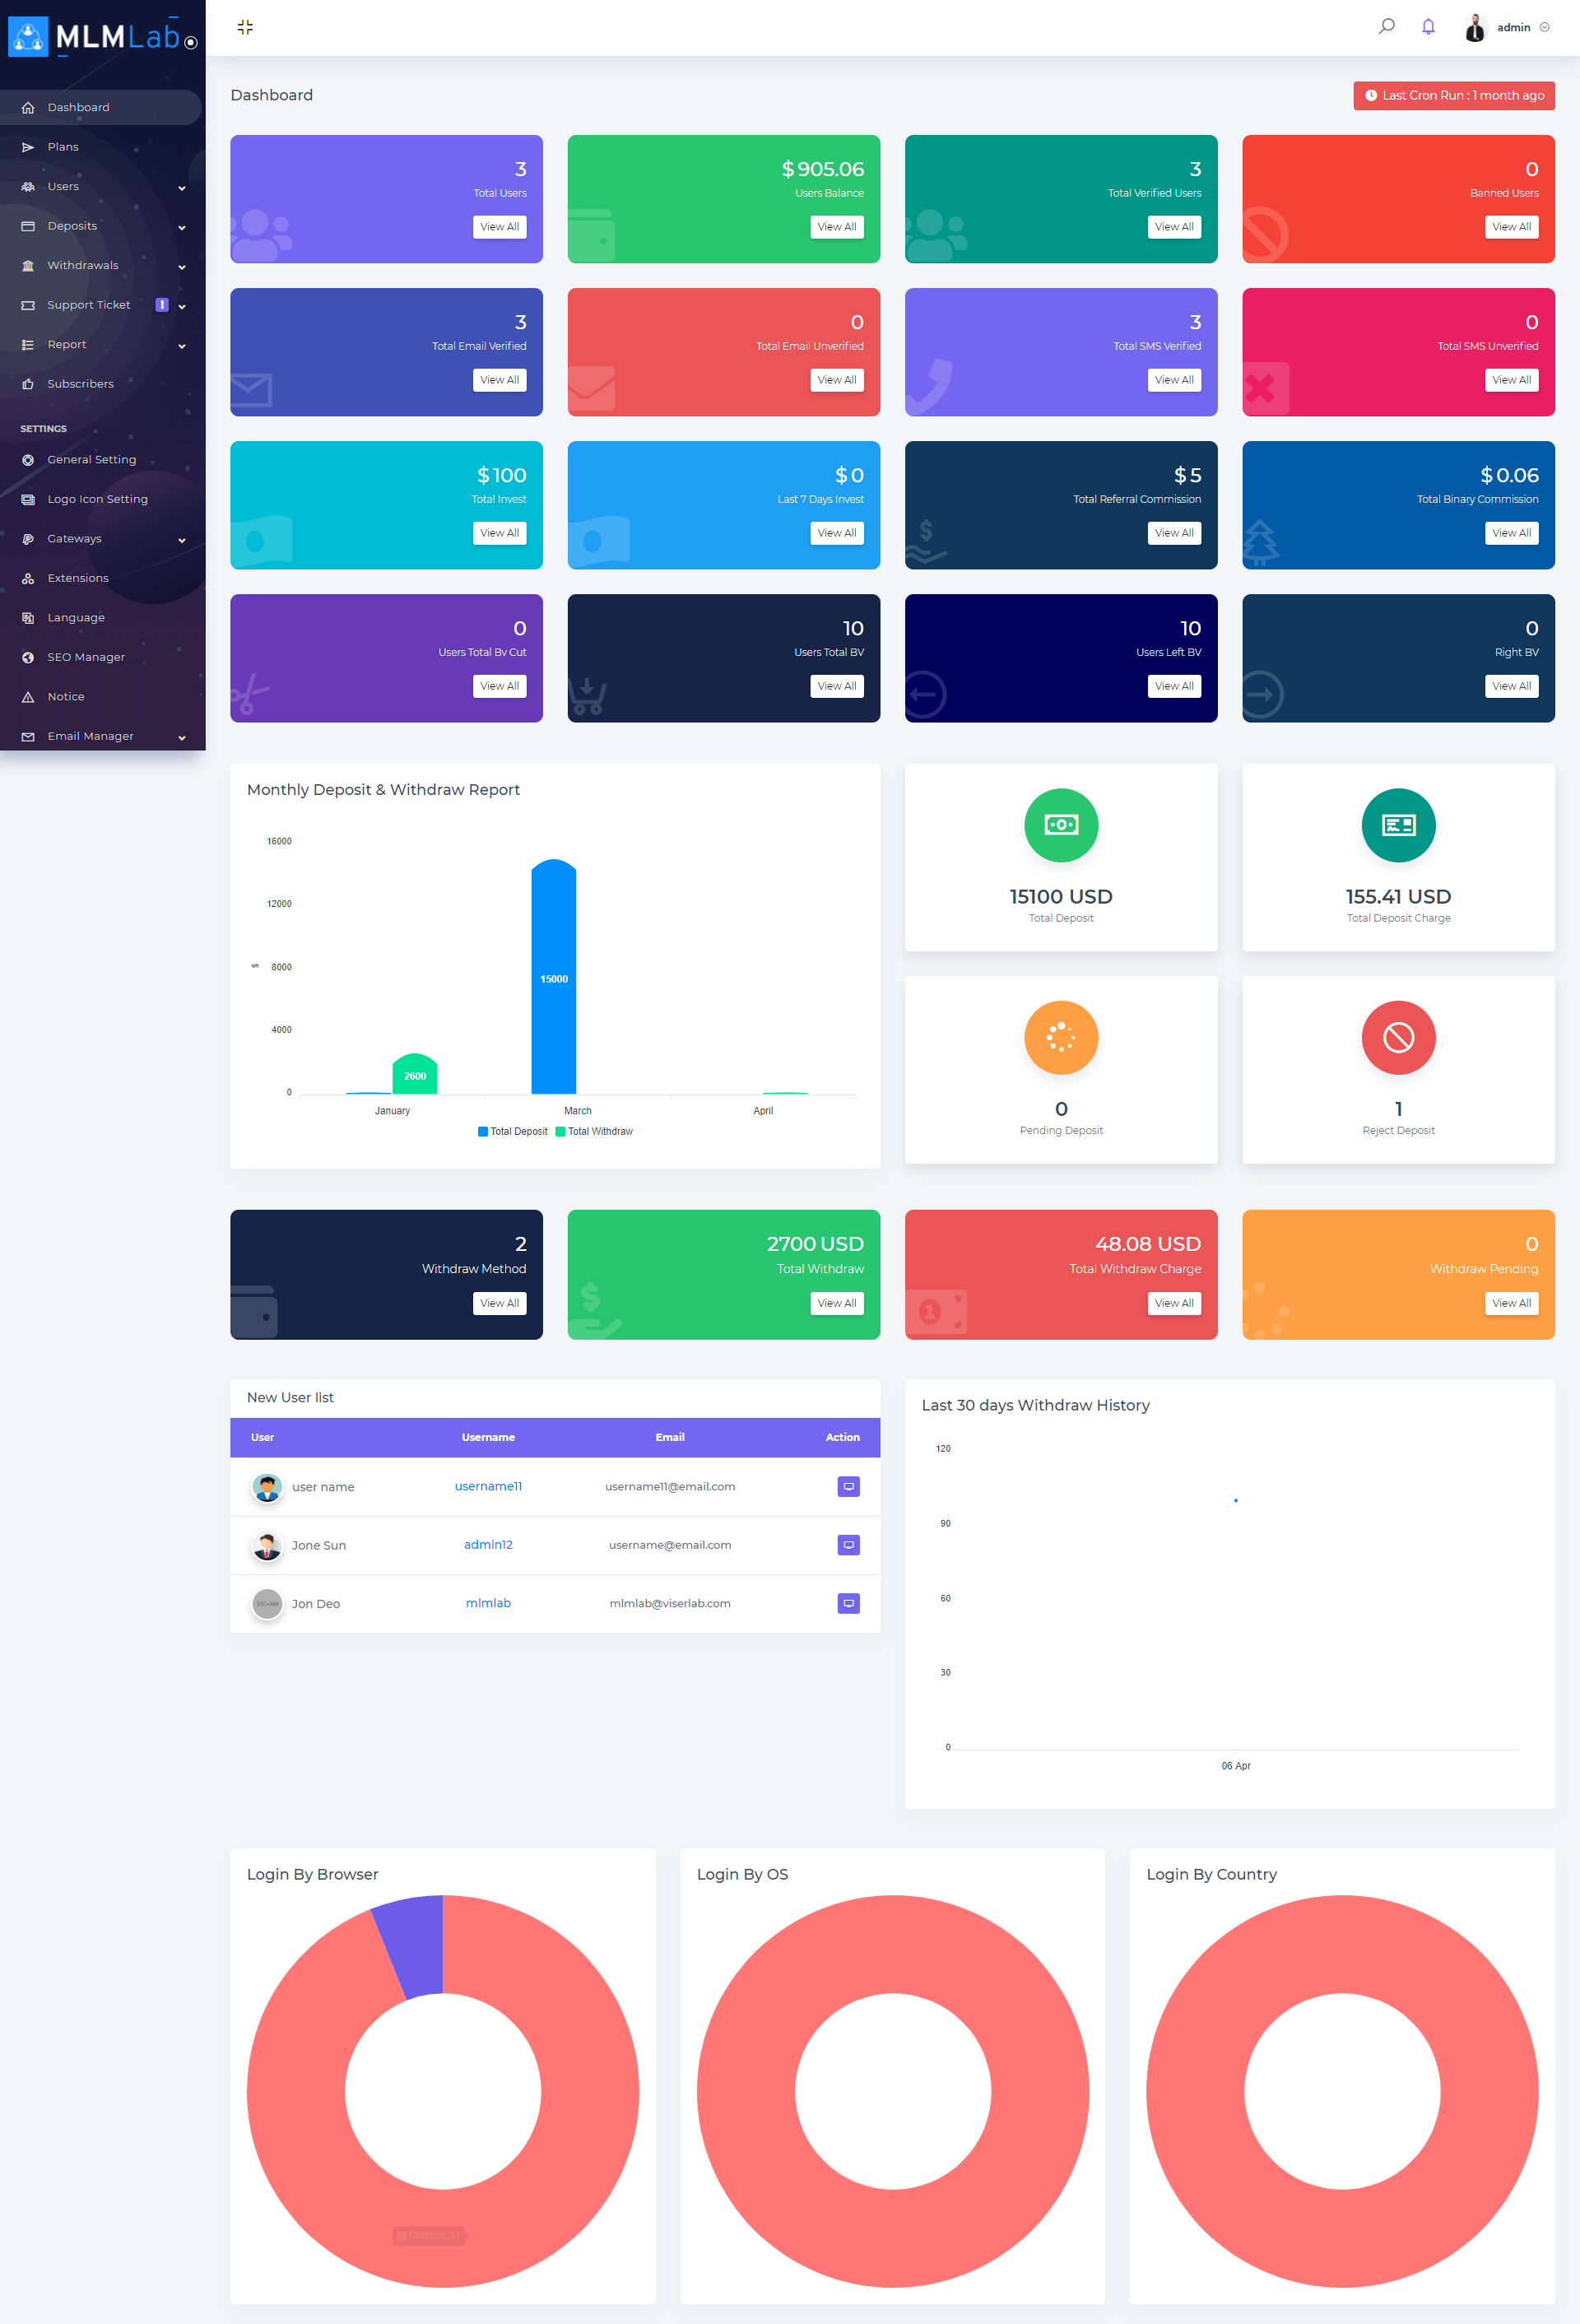 MLMLab
admin
Dashboard
Plans
Users
Deposits
Withdrawals
Support Ticket
Report
Subscribers
SETTINGS
General Setting
Logo Icon Setting
Gateways
Extensions
Language
SEO Manager
Notice
Email Manager
Dashboard
Last Cron Run : 1 month ago
3
Total Users
View All
$ 905.06
Users Balance
View All
3
Total Verified Users
View All
0
Banned Users
View All
3
Total Email Verified
View All
0
Total Email Unverified
View All
3
Total SMS Verified
View All
0
Total SMS Unverified
View All
$ 100
Total Invest
View All
$ 0
Last 7 Days Invest
View All
$ 5
Total Referral Commission
View All
$ 0.06
Total Binary Commission
View All
0
Users Total Bv Cut
View All
10
Users Total BV
View All
10
Users Left BV
View All
0
Right BV
View All
Monthly Deposit & Withdraw Report
16000
12000
$
8000
4000
0
15000
2600
January March April
Total Deposit Total Withdraw
15100 USD
Total Deposit
155.41 USD
Total Deposit Charge
0
Pending Deposit
1
Reject Deposit
2
Withdraw Method
View All
2700 USD
Total Withdraw
View All
48.08 USD
Total Withdraw Charge
View All
0
Withdraw Pending
View All
New User list
User Username Email Action
user name username11 username11@email.com
Jone Sun admin12 username@email.com
Jon Deo mlmlab mlmlab@viserlab.com
Last 30 days Withdraw History
120
90
60
30
0
06 Apr
Login By Browser
Login By OS
Login By Country